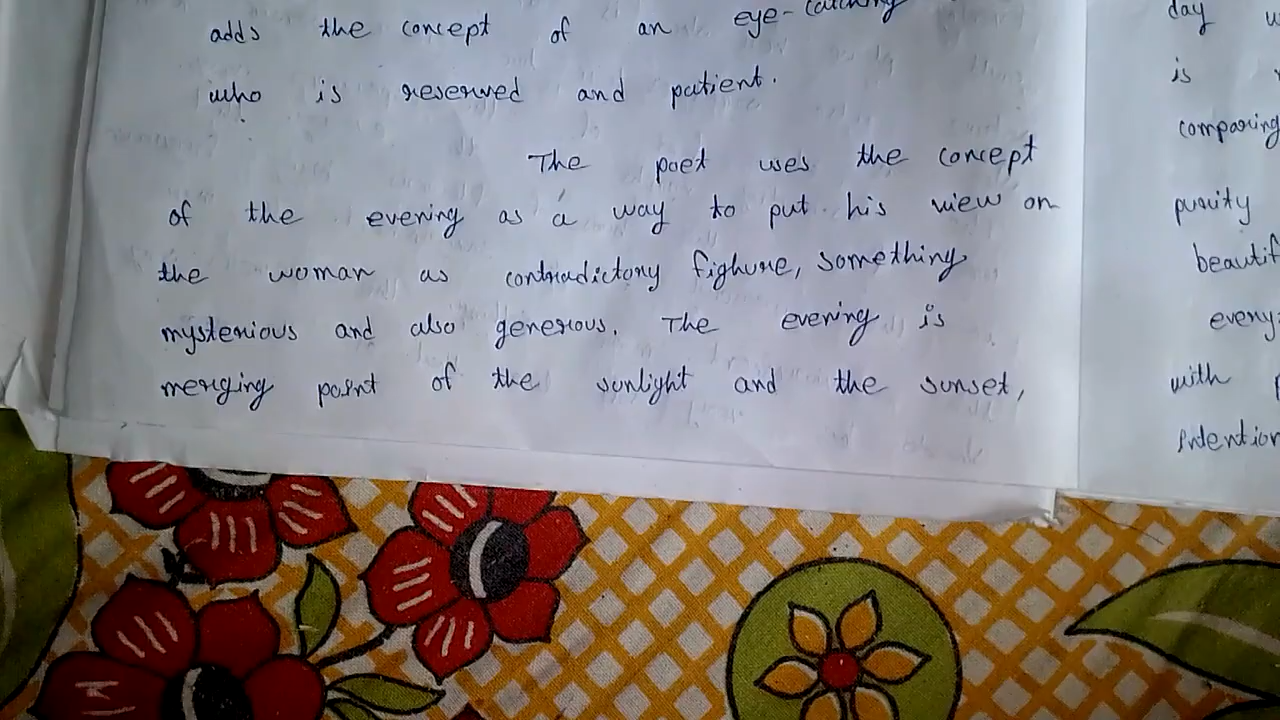 adds the concept of an eye-catching
who is reserved and patient.
The poet uses the concept
of the evening as a way to put his view on
the woman as contradictory fighure, something
mysterious and also generous. The evening is
merging point of the sunlight and the sunset,
day
is
comparing
purity
beautif
every
with
intention